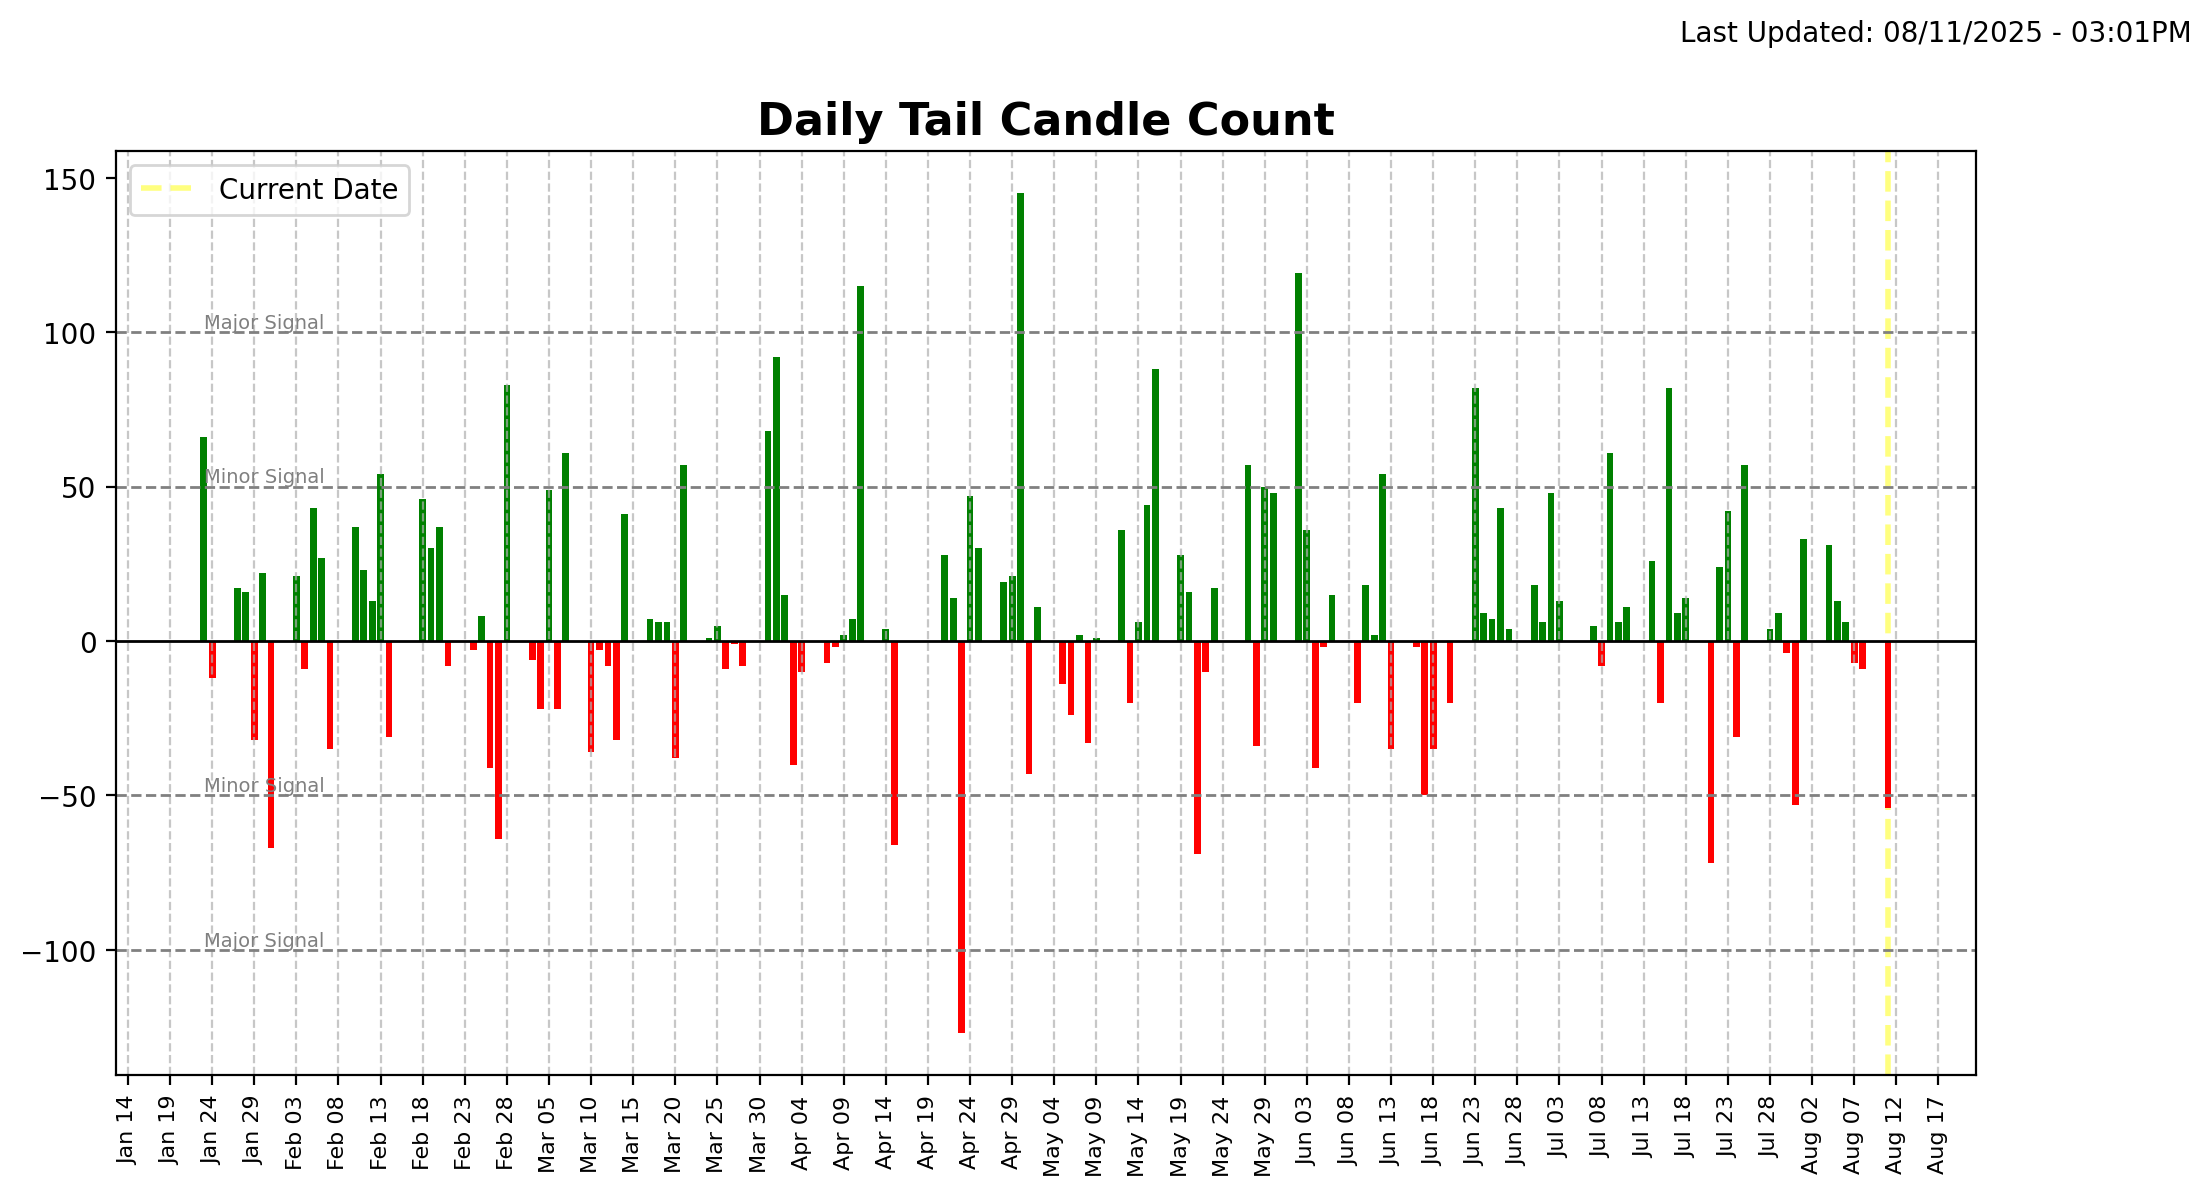 Last Updated: 08/11/2025 - 03:01PM
Daily Tail Candle Count
Current Date
150
100
50
0
−50
−100
Major Signal
Minor Signal
Minor Signal
Major Signal
Jan 14
Jan 19
Jan 24
Jan 29
Feb 03
Feb 08
Feb 13
Feb 18
Feb 23
Feb 28
Mar 05
Mar 10
Mar 15
Mar 20
Mar 25
Mar 30
Apr 04
Apr 09
Apr 14
Apr 19
Apr 24
Apr 29
May 04
May 09
May 14
May 19
May 24
May 29
Jun 03
Jun 08
Jun 13
Jun 18
Jun 23
Jun 28
Jul 03
Jul 08
Jul 13
Jul 18
Jul 23
Jul 28
Aug 02
Aug 07
Aug 12
Aug 17